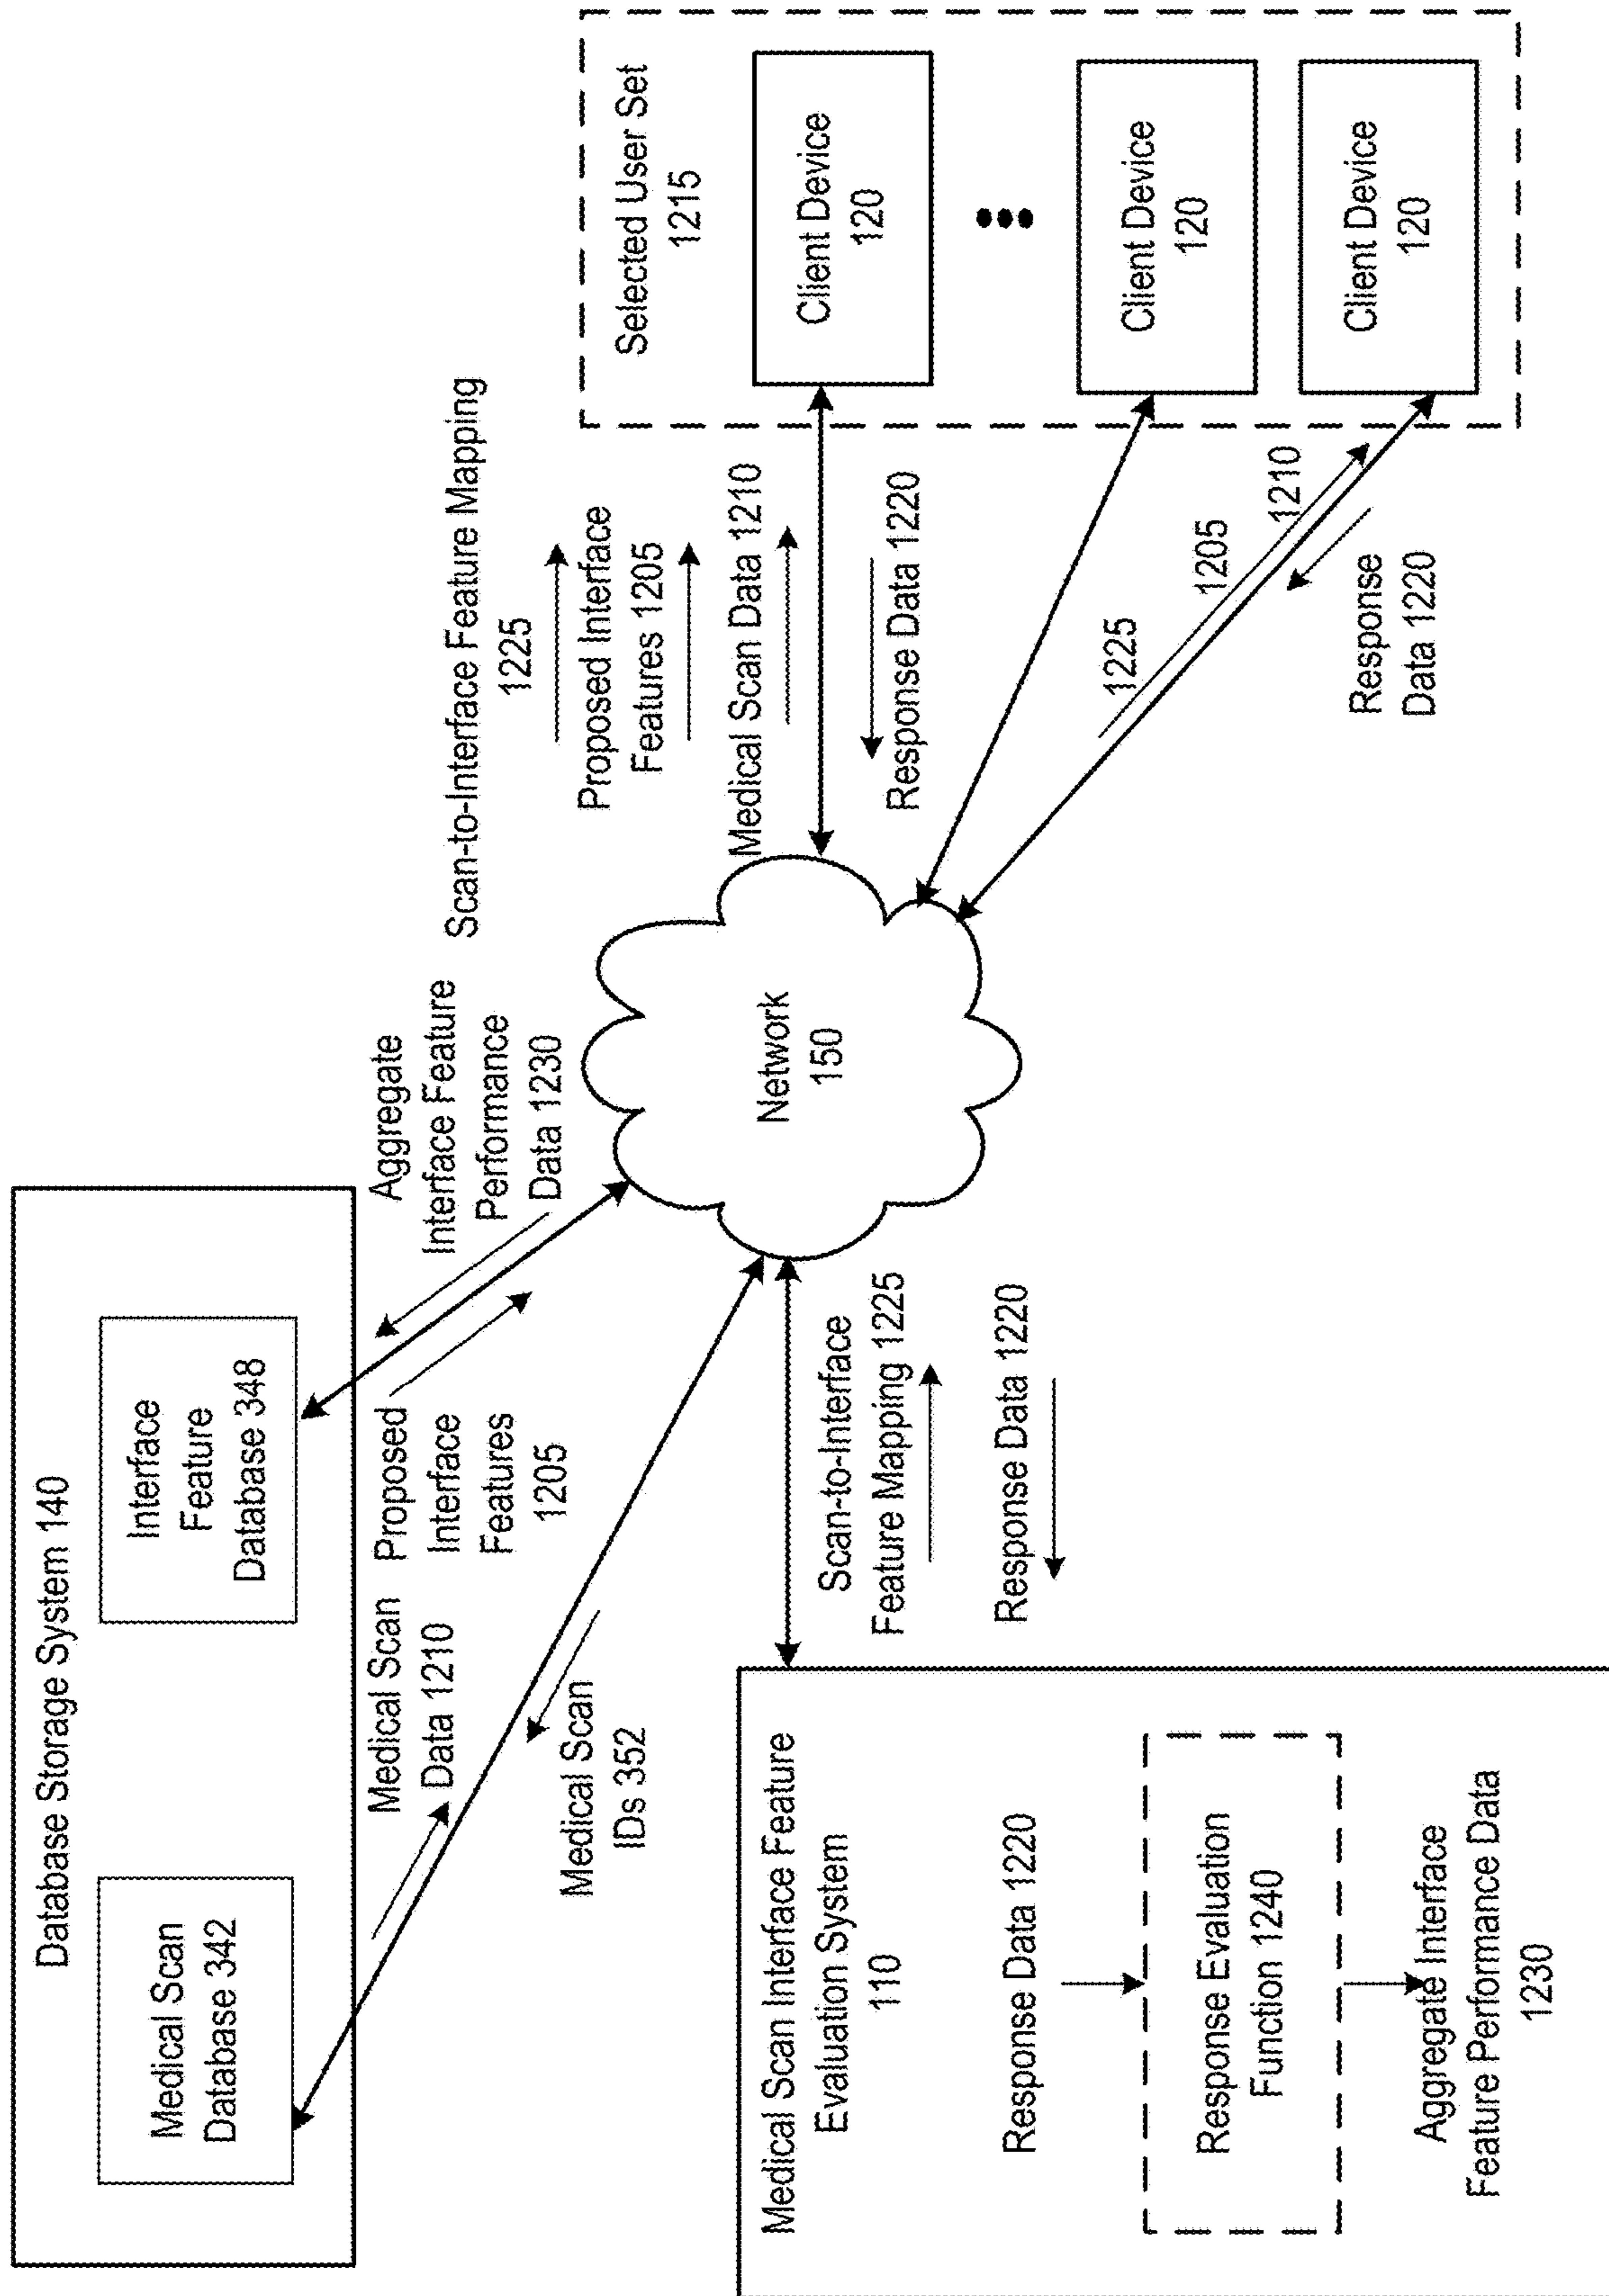 Database Storage System 140
Medical Scan
Database 342
Interface
Feature
Database 348
Medical Scan
Data 1210
Proposed
Interface
Features
1205
Aggregate
Interface Feature
Performance
Data 1230
Medical Scan
IDs 352
Scan-to-Interface Feature Mapping
1225
Proposed Interface
Features 1205
Medical Scan Data 1210
Response Data 1220
Selected User Set
1215
Client Device
120
Client Device
120
Client Device
120
1225
1205
1210
Response
Data 1220
Network
150
Scan-to-Interface
Feature Mapping 1225
Response Data 1220
Medical Scan Interface Feature
Evaluation System
110
Response Data 1220
Response Evaluation
Function 1240
Aggregate Interface
Feature Performance Data
1230